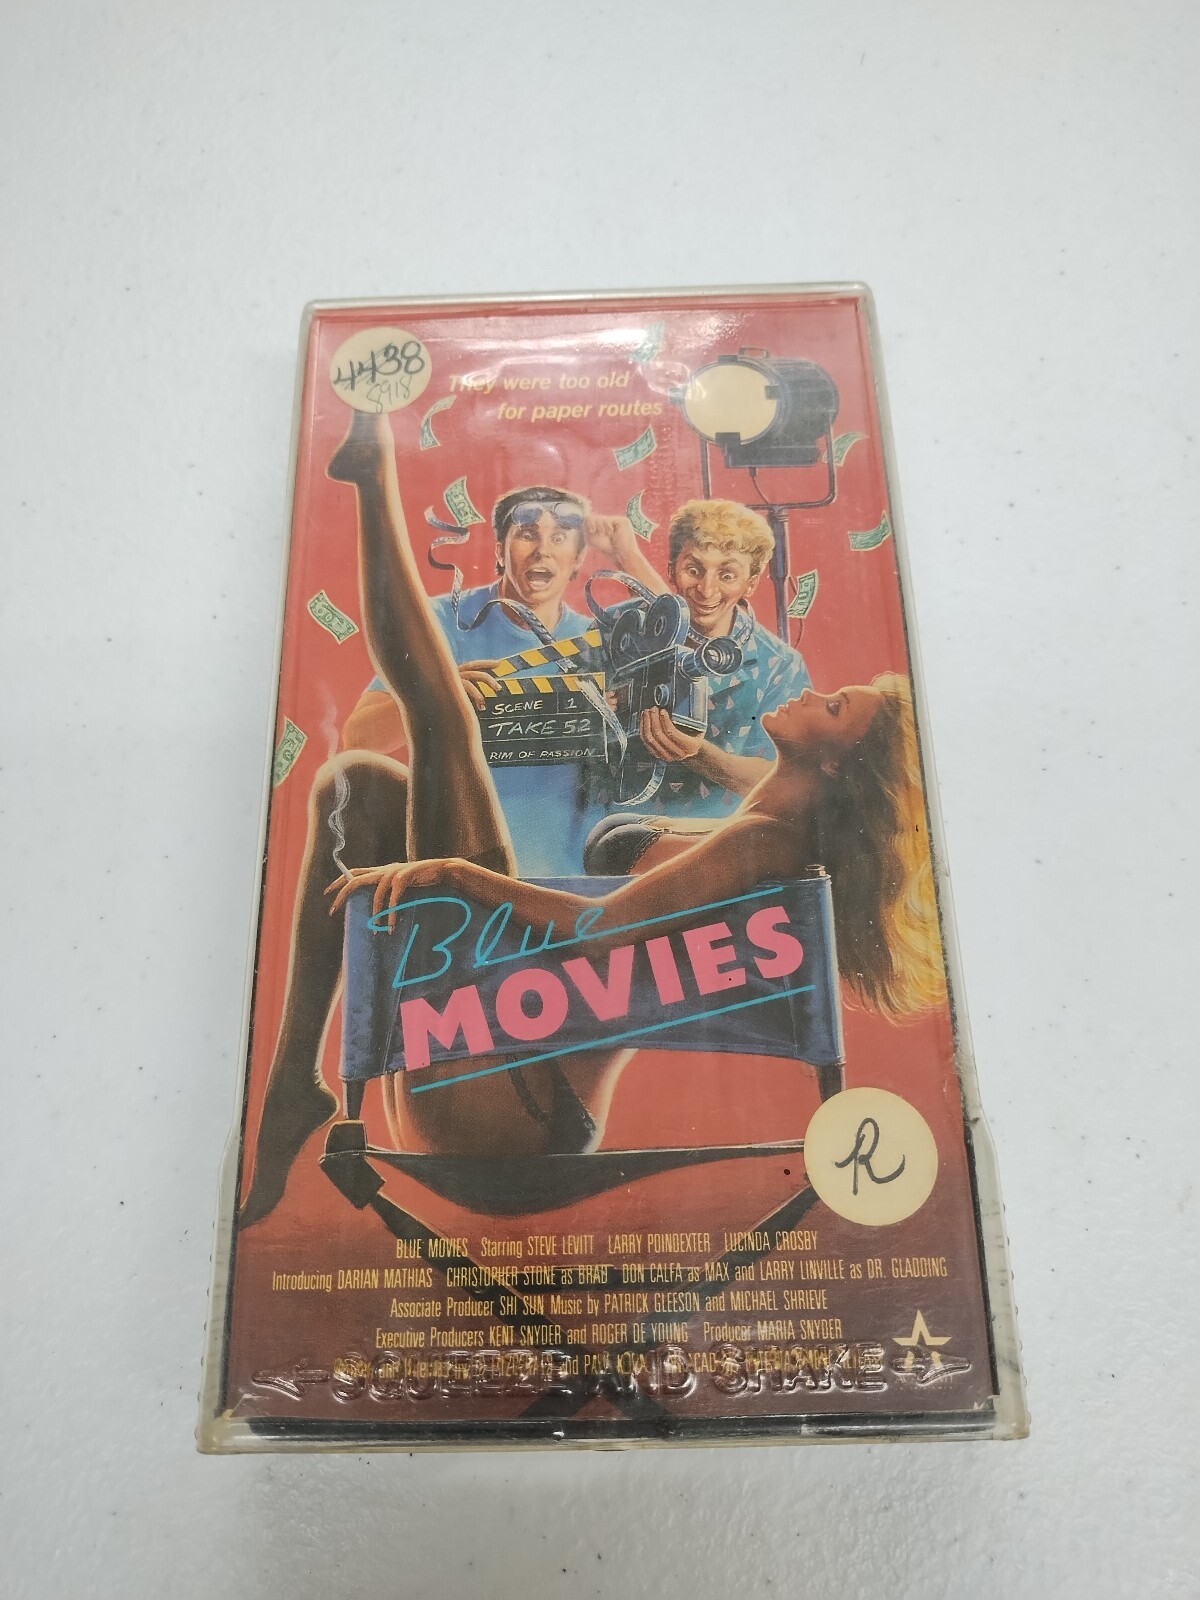 4438
8918
They were too old
for paper routes
SCENE 1
TAKE 52
RIM OF PASSION
Blue
MOVIES
R
BLUE MOVIES Starring STEVE LEVITT LARRY POINDEXTER LUCINDA CROSBY
Introducing DARIAN MATHIAS CHRISTOPHER STONE as BRAD DON CALFA as MAX and LARRY LINVILLE as DR. GLADDING
Associate Producer SHI SUN Music by PATRICK GLEESON and MICHAEL SHRIEVE
Executive Producers KENT SNYDER and ROGER DE YOUNG Producer MARIA SNYDER
and PAUL
SQUEEZE AND SHAKE